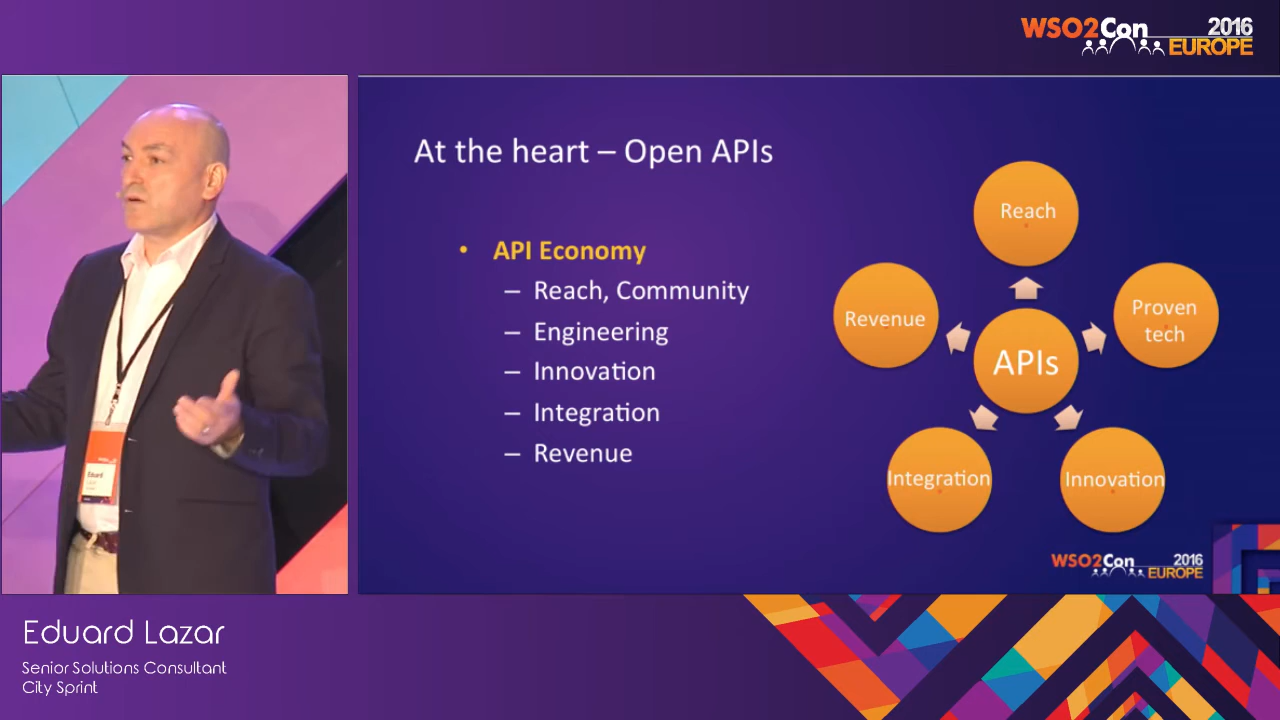 WSO2Con 2016
EUROPE
At the heart – Open APIs
• API Economy
– Reach, Community
– Engineering
– Innovation
– Integration
– Revenue
Reach
Revenue
Proven
tech
APIs
Integration
Innovation
WSO2Con 2016
EUROPE
Eduard
Eduard Lazar
Senior Solutions Consultant
City Sprint